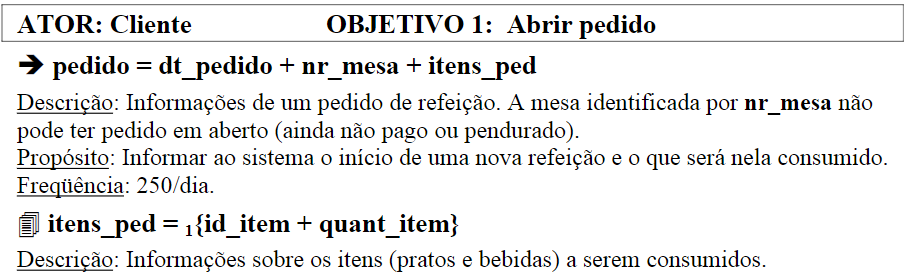 ATOR: Cliente OBJETIVO 1: Abrir pedido
➔ pedido = dt_pedido + nr_mesa + itens_ped
Descrição: Informações de um pedido de refeição. A mesa identificada por nr_mesa não
pode ter pedido em aberto (ainda não pago ou pendurado).
Propósito: Informar ao sistema o início de uma nova refeição e o que será nela consumido.
Freqüência: 250/dia.
itens_ped = ₁{id_item + quant_item}
Descrição: Informações sobre os itens (pratos e bebidas) a serem consumidos.